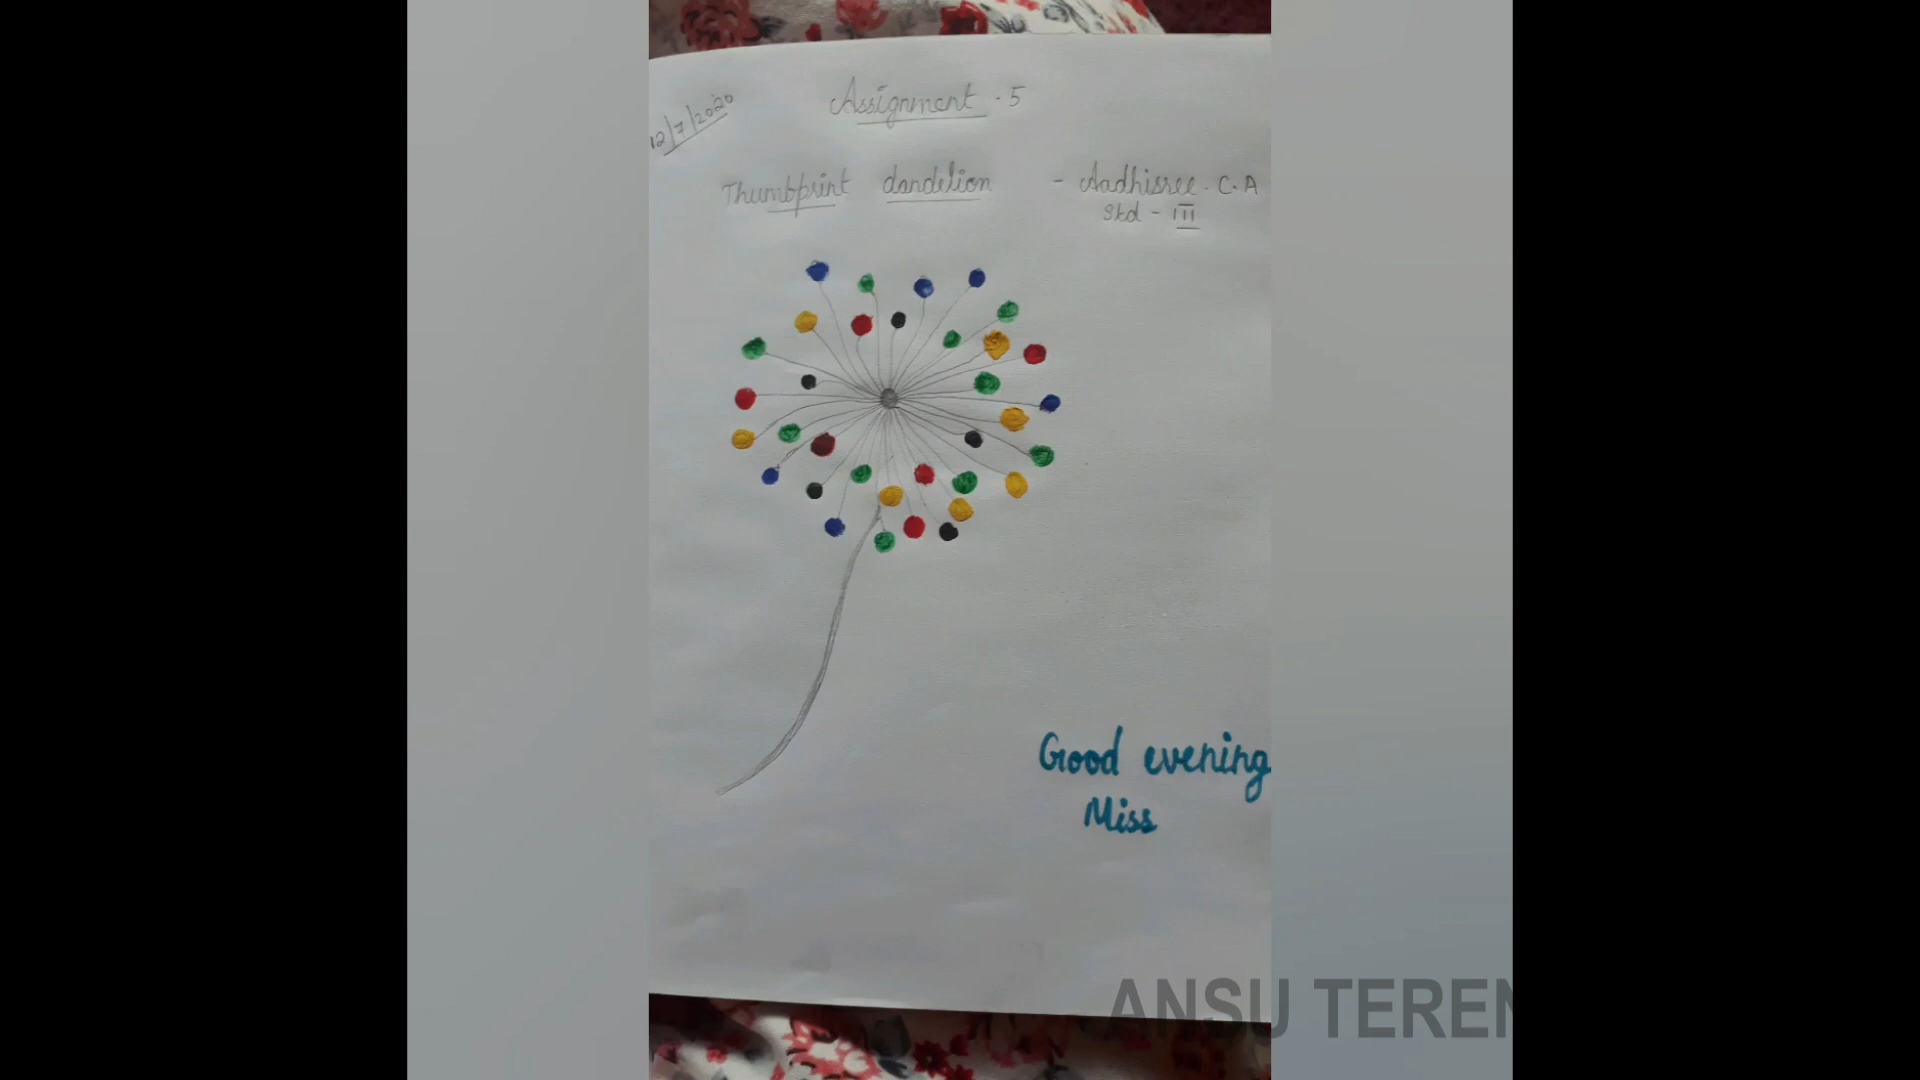 12/7/2020
Assignment - 5
Thumbprint dandelion - Aadhisree. C. A
Std - III
Good evening
Miss
ANSU TEREN